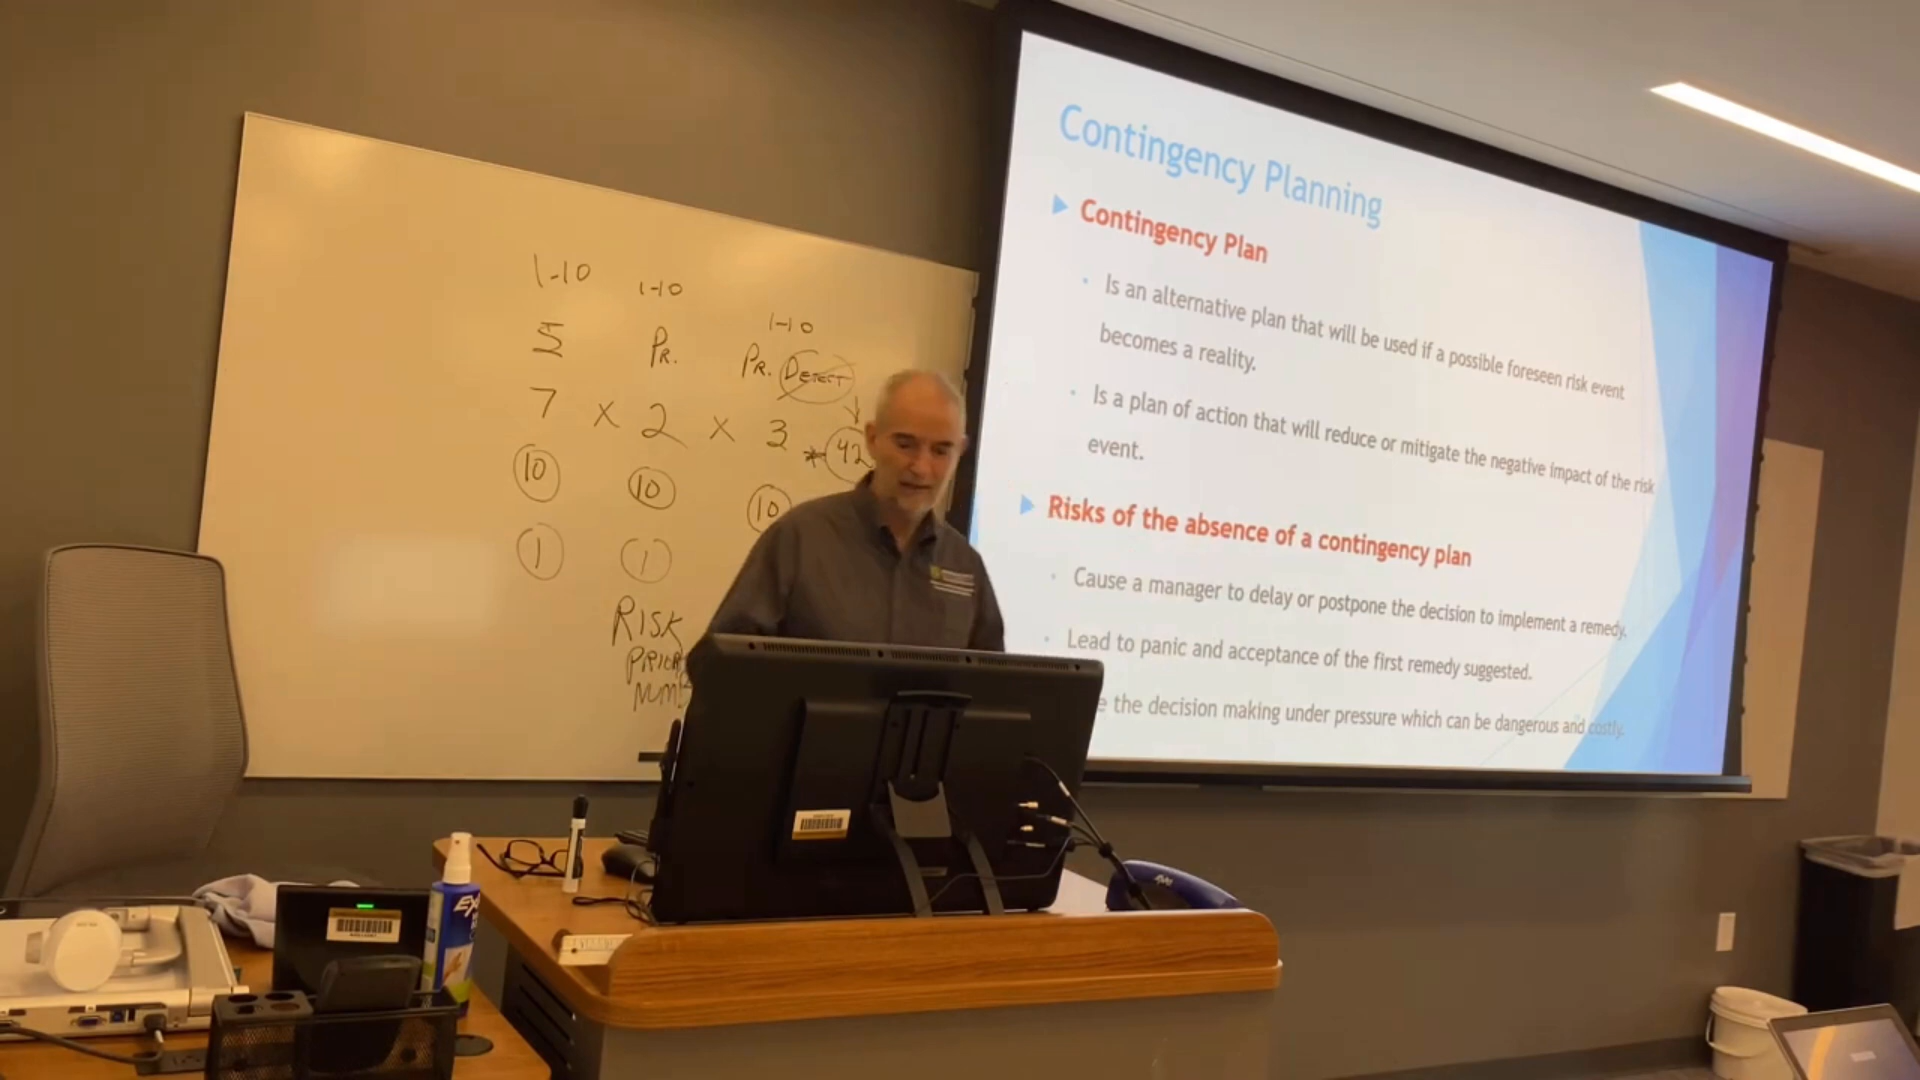 1-10 1-10 1-10
S Pr. Pr. Detect
7 x 2 x 3 * 42
10 10 10
1 1
Risk
Contingency Planning
Contingency Plan
Is an alternative plan that will be used if a possible foreseen risk event
becomes a reality.
Is a plan of action that will reduce or mitigate the negative impact of the risk
event.
Risks of the absence of a contingency plan
Cause a manager to delay or postpone the decision to implement a remedy.
Lead to panic and acceptance of the first remedy suggested.
the decision making under pressure which can be dangerous and costly.